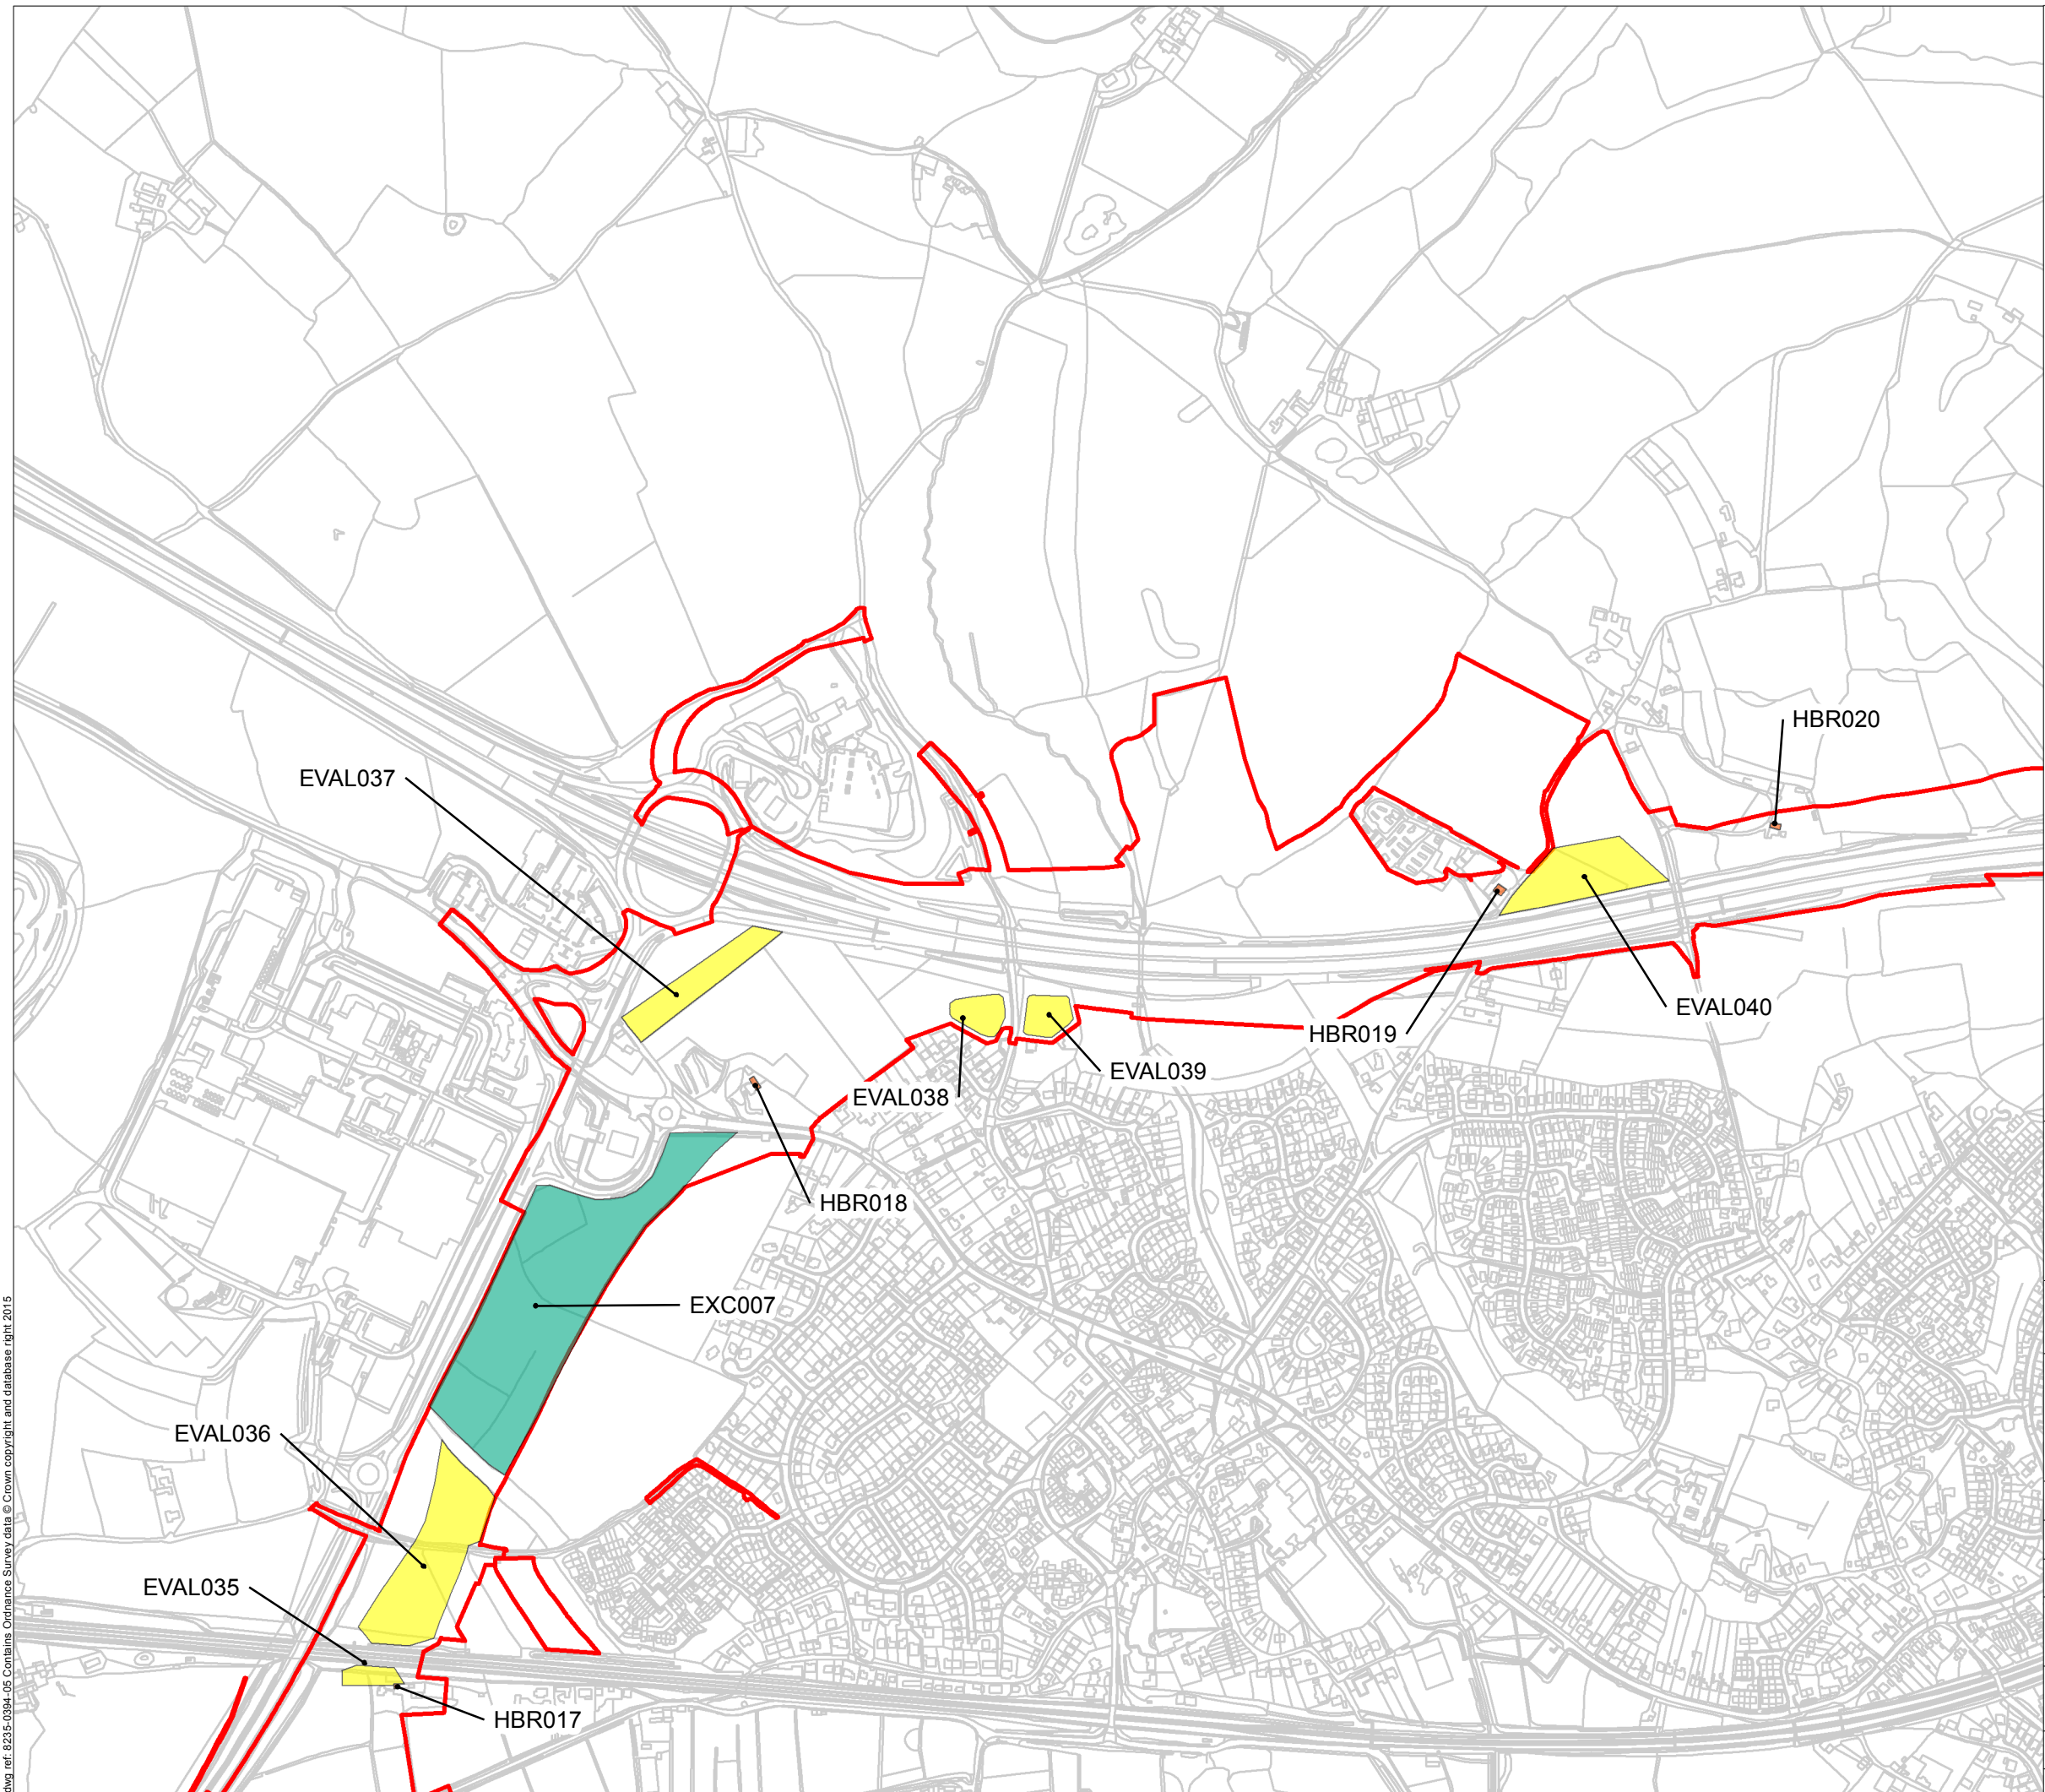 HBR020
EVAL037
EVAL040
HBR019
EVAL039
EVAL038
HBR018
EXC007
EVAL036
EVAL035
HBR017
dwg ref: 8235-0394-05 Contains Ordnance Survey data © Crown copyright and database right 2015